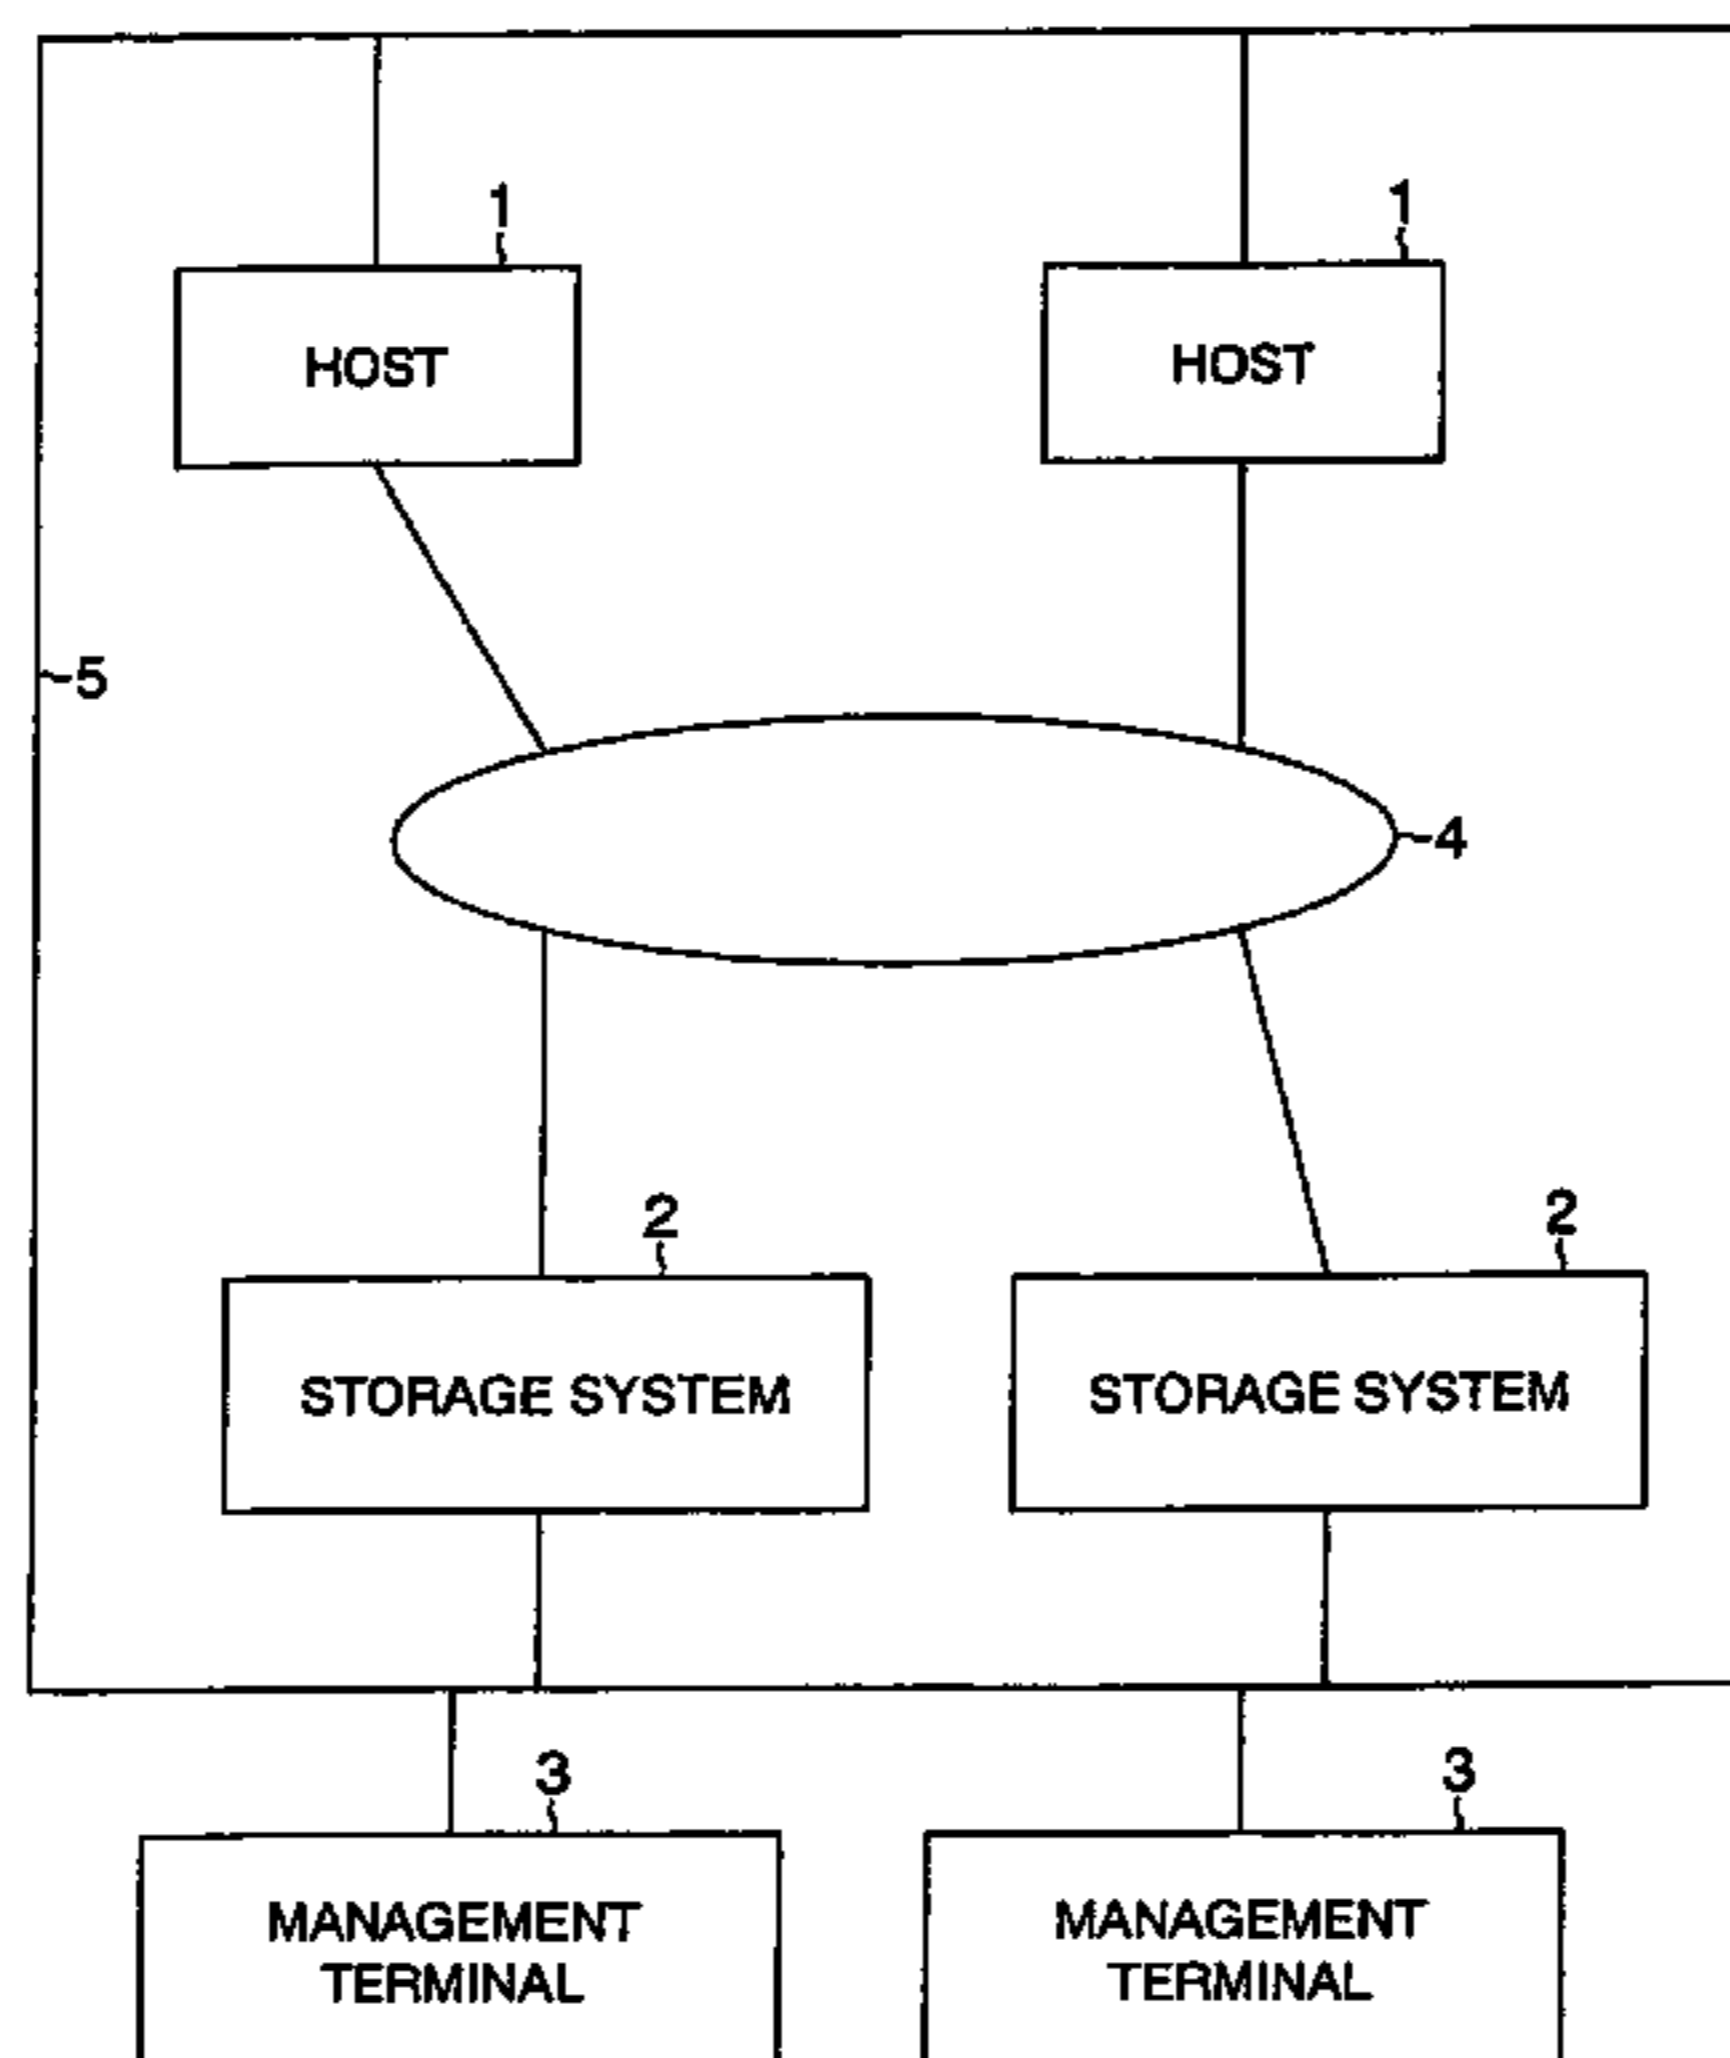 1
1
HOST
HOST
5
4
2
2
STORAGE SYSTEM
STORAGE SYSTEM
3
3
MANAGEMENT
TERMINAL
MANAGEMENT
TERMINAL